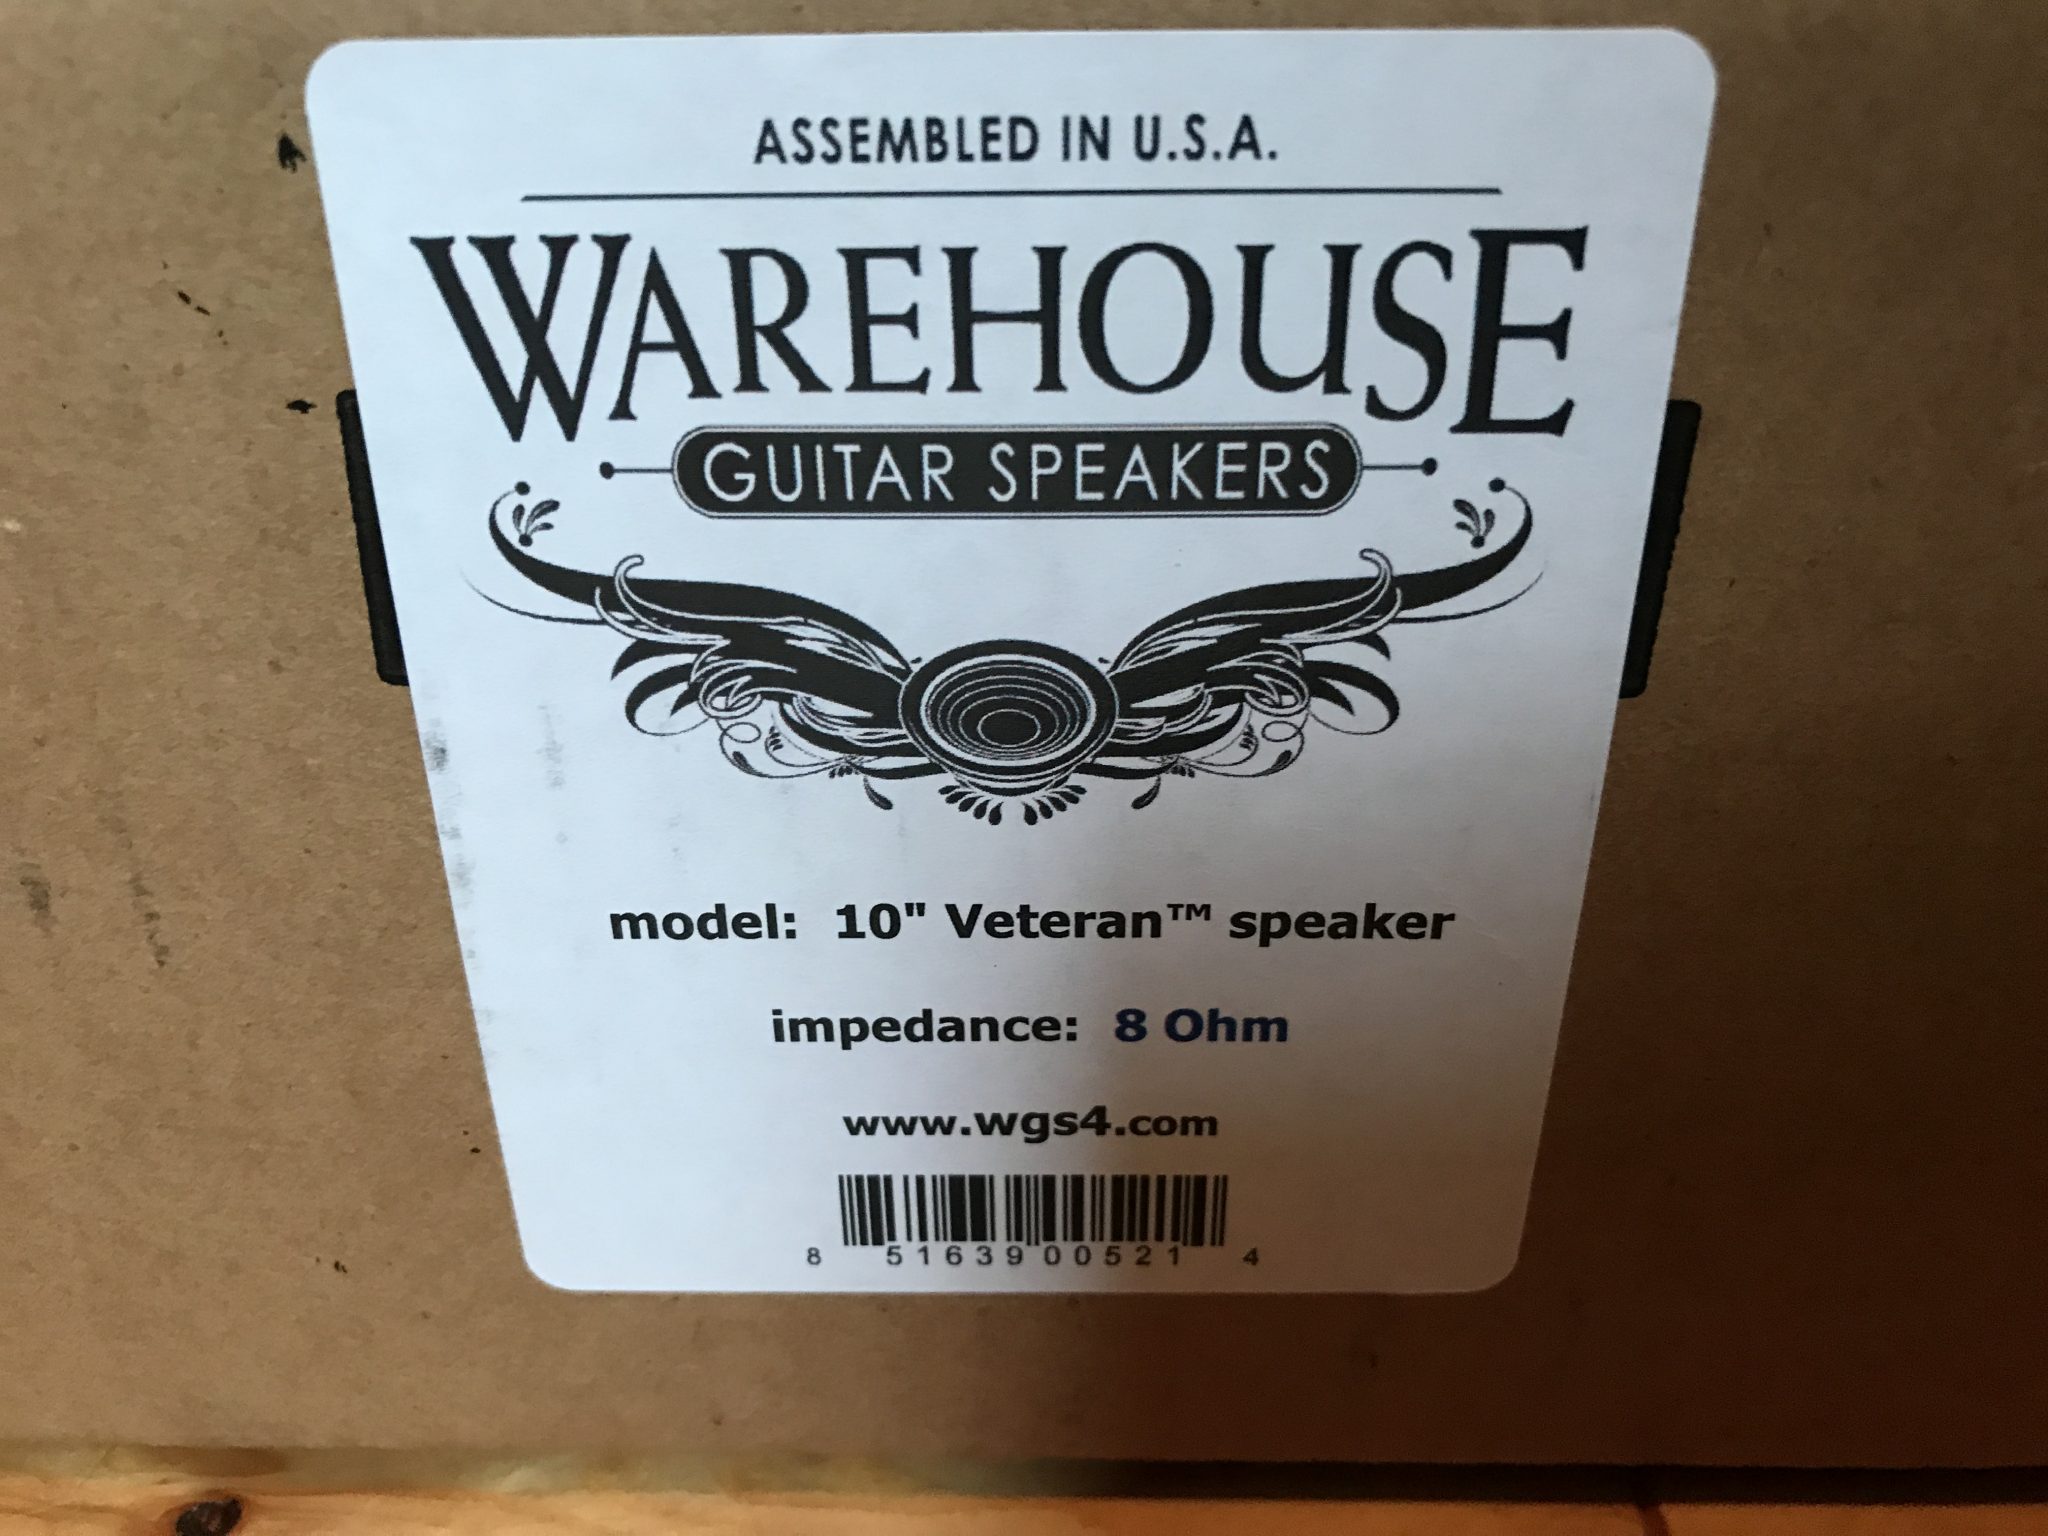 ASSEMBLED IN U.S.A.
WAREHOUSE
GUITAR SPEAKERS
model: 10" Veteran™ speaker
impedance: 8 Ohm
www.wgs4.com
8 51639 00521 4